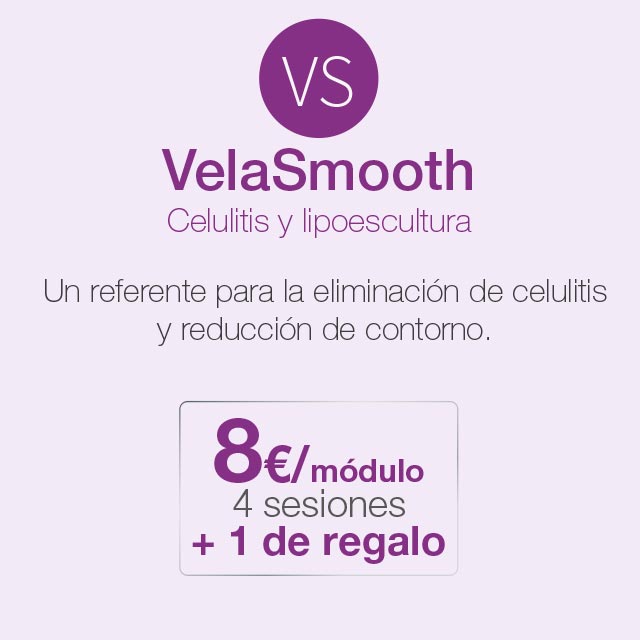 VS
VelaSmooth
Celulitis y lipoescultura
Un referente para la eliminación de celulitis
y reducción de contorno.
8€/módulo
4 sesiones
+ 1 de regalo